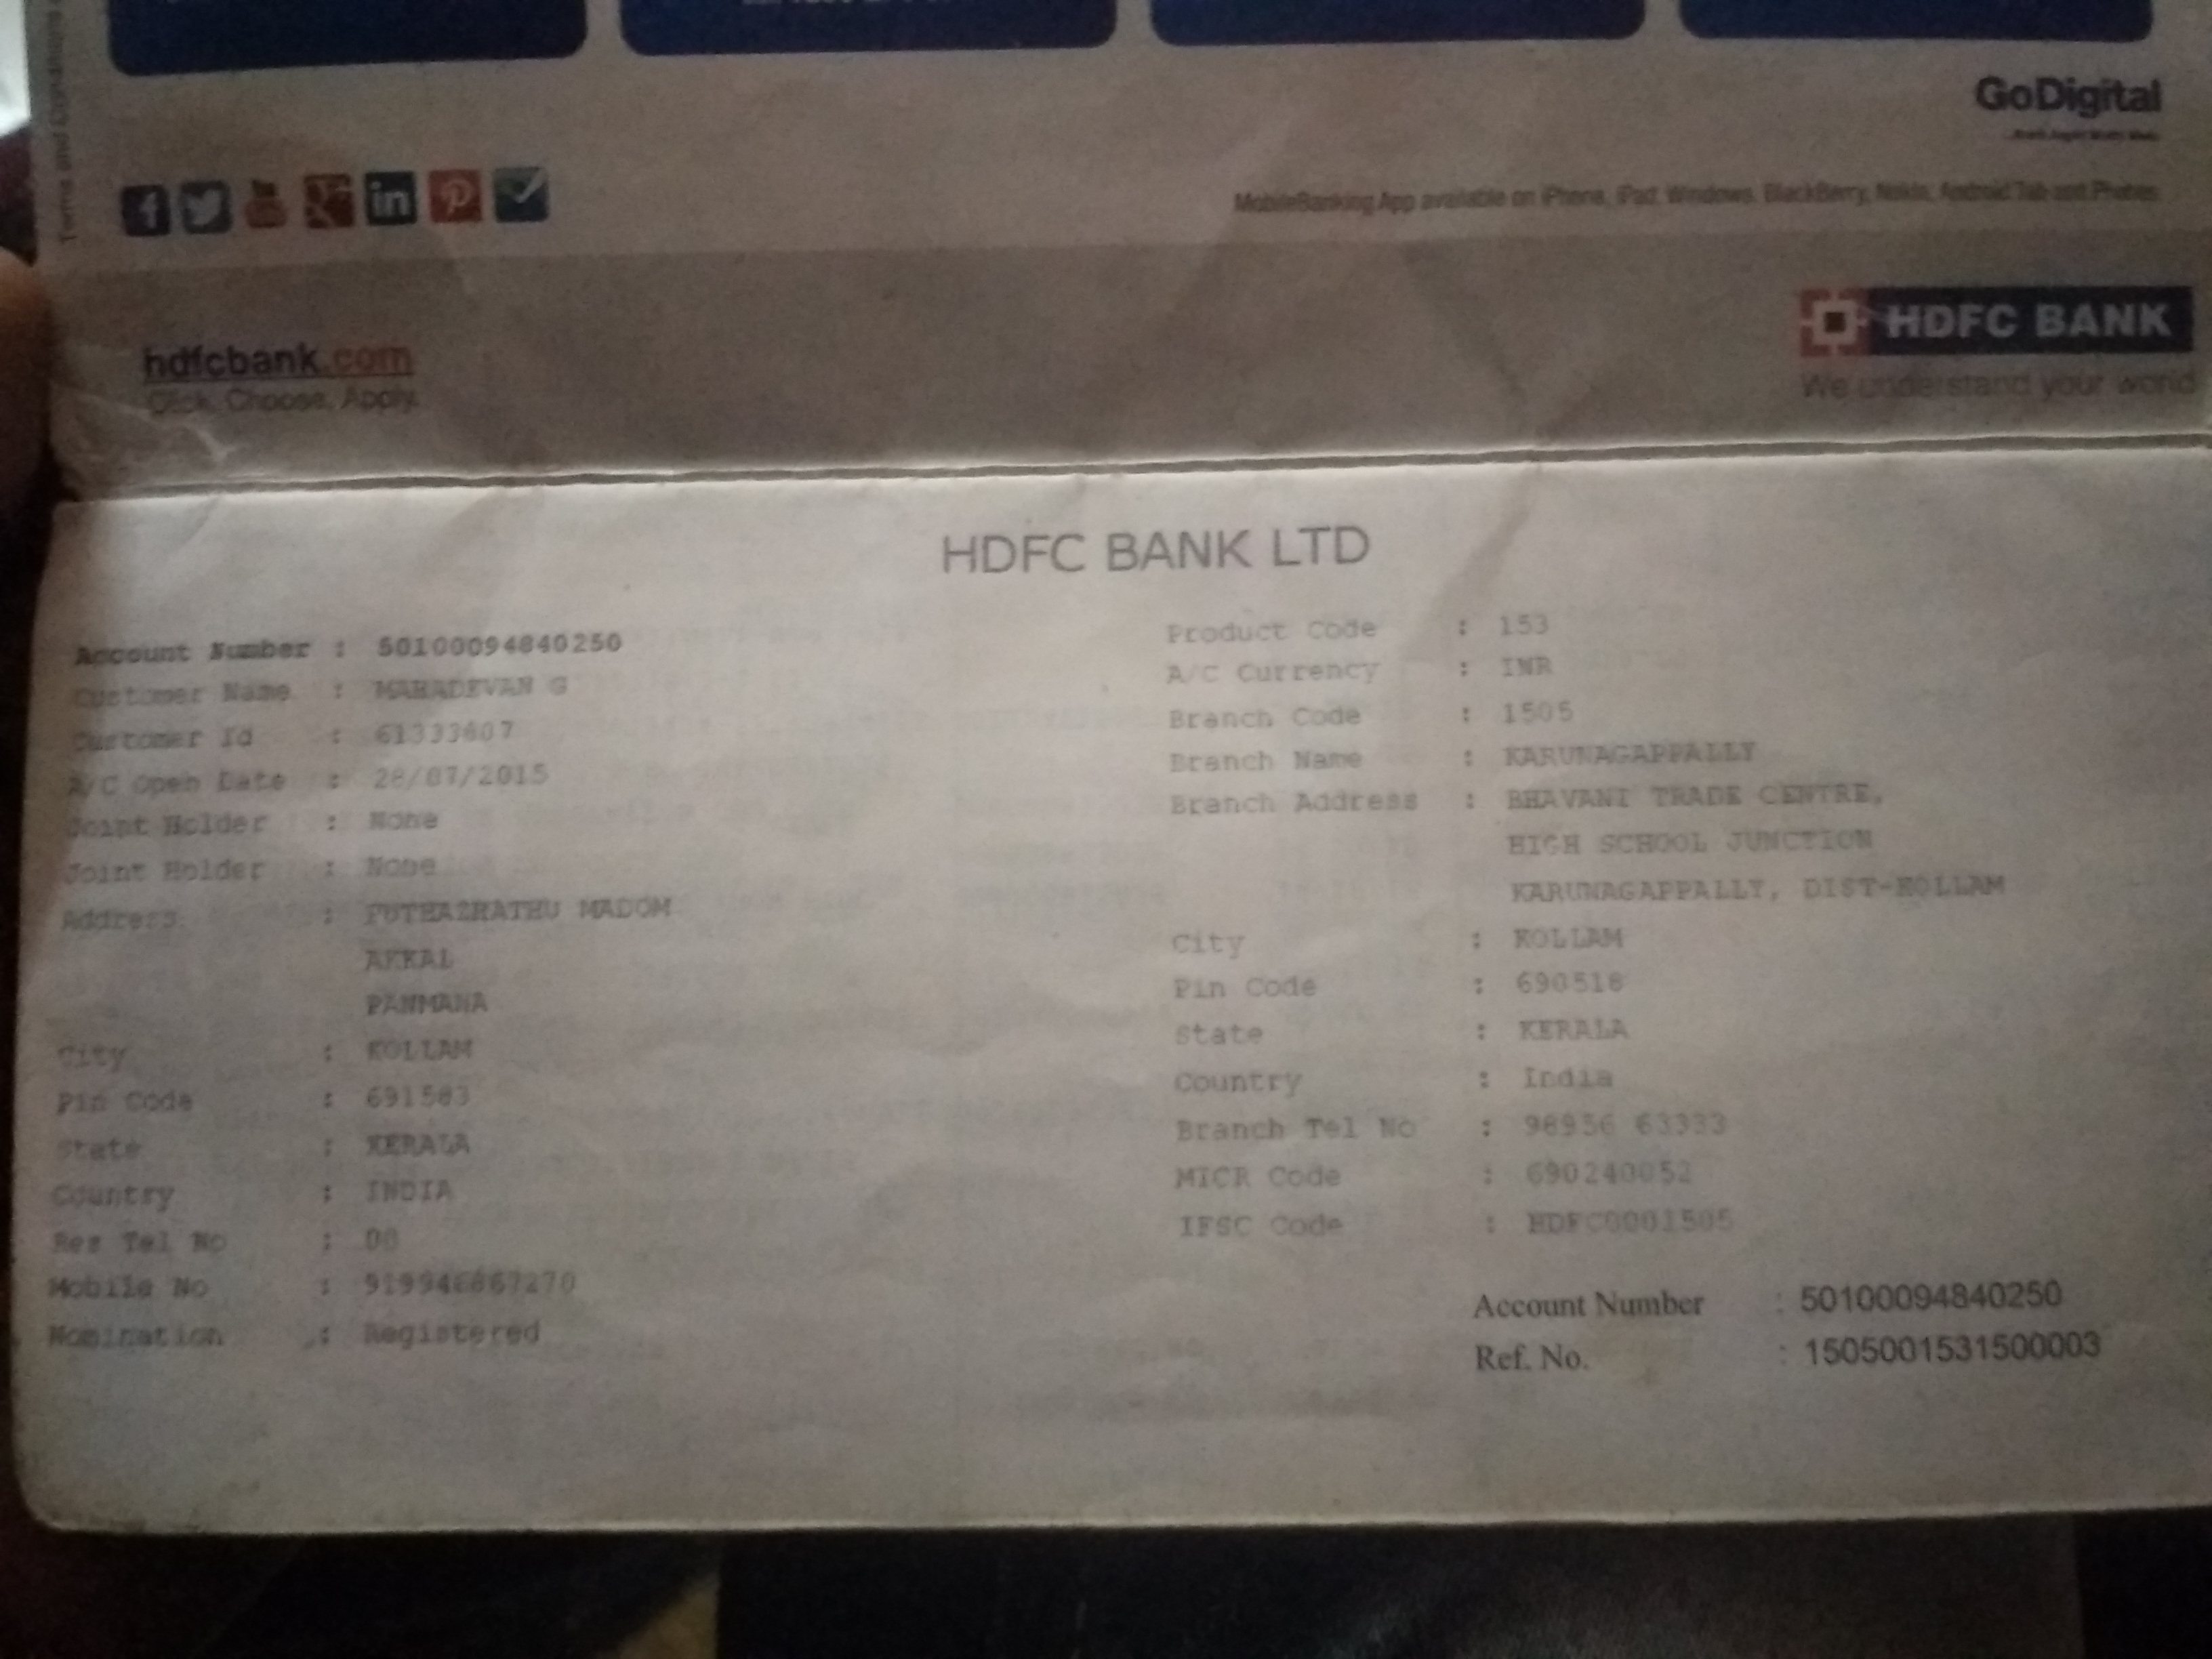 GoDigital
MobileBanking App available on iPhone, iPad, Windows, BlackBerry, Nokia, Android Tab and Phones
hdfcbank.com
Click. Choose. Apply.
HDFC BANK
We understand your world
HDFC BANK LTD
Account Number : 50100094840250
Customer Name : MAHADEVAN G
Customer Id :
A/C Open Date : 28/07/2015
Joint Holder : None
Joint Holder : None
Address : PUTHAZHATHU MADOM
PANMANA
City : KOLLAM
Pin Code : 691583
State : KERALA
Country : INDIA
Res Tel No : 00
Mobile No :
Nomination : Registered
Product Code : 153
A/C Currency : INR
Branch Code : 1505
Branch Name : KARUNAGAPPALLY
Branch Address : BHAVANI TRADE CENTRE,
HIGH SCHOOL JUNCTION
KARUNAGAPPALLY, DIST-KOLLAM
City : KOLLAM
Pin Code : 690518
State : KERALA
Country : India
Branch Tel No : 98956 63333
MICR Code : 690240052
IFSC Code : HDFC0001505
Account Number : 50100094840250
Ref. No. : 1505001531500003